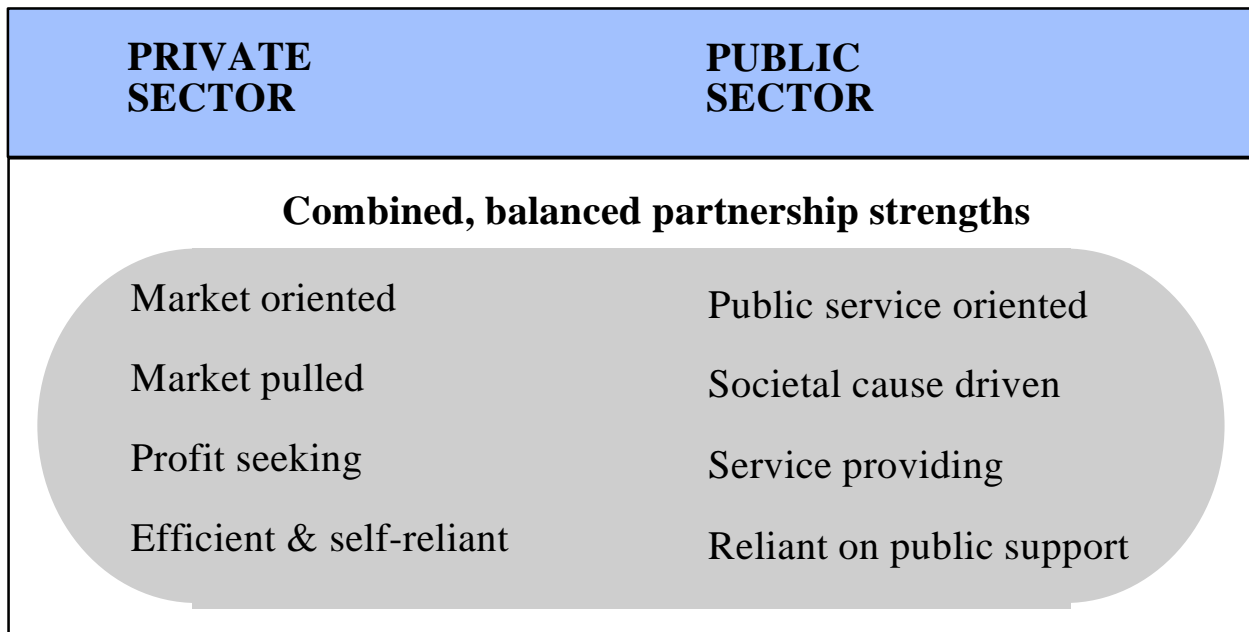 PRIVATE
SECTOR
PUBLIC
SECTOR
Combined, balanced partnership strengths
Market oriented
Public service oriented
Market pulled
Societal cause driven
Profit seeking
Service providing
Efficient & self-reliant
Reliant on public support